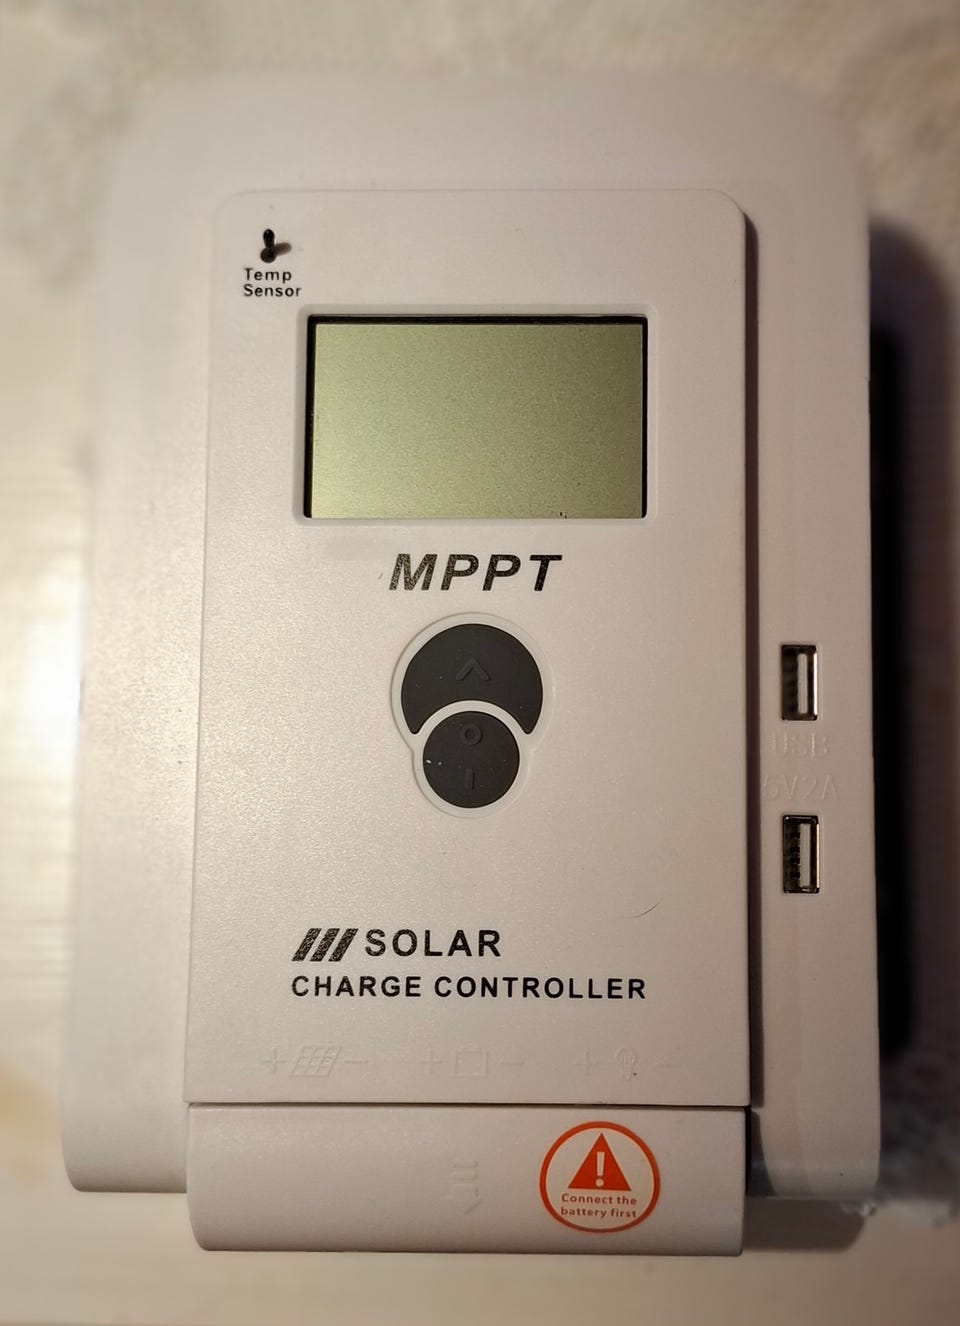 Temp
Sensor
MPPT
USB
5V2A
SOLAR
CHARGE CONTROLLER
+ - + - + -
Connect the
battery first